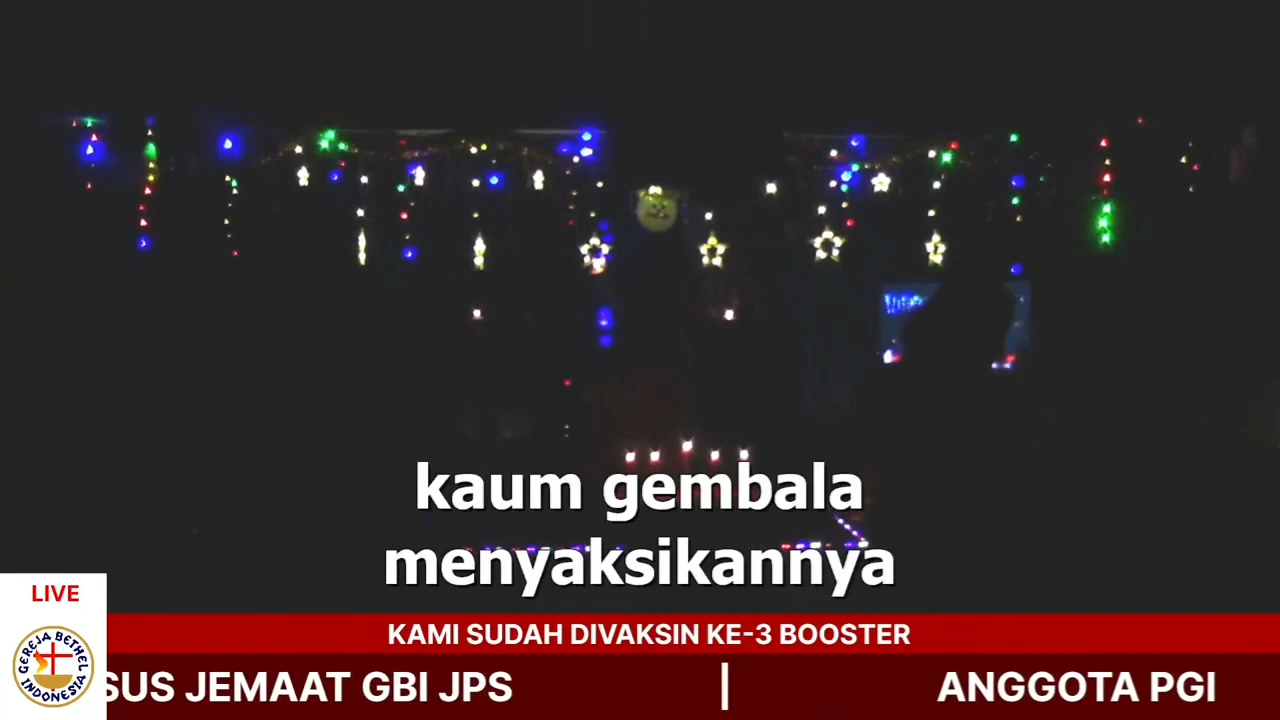 kaum gembala
menyaksikannya
LIVE
GEREJA BETHEL
INDONESIA
KAMI SUDAH DIVAKSIN KE-3 BOOSTER
SUS JEMAAT GBI JPS | ANGGOTA PGI